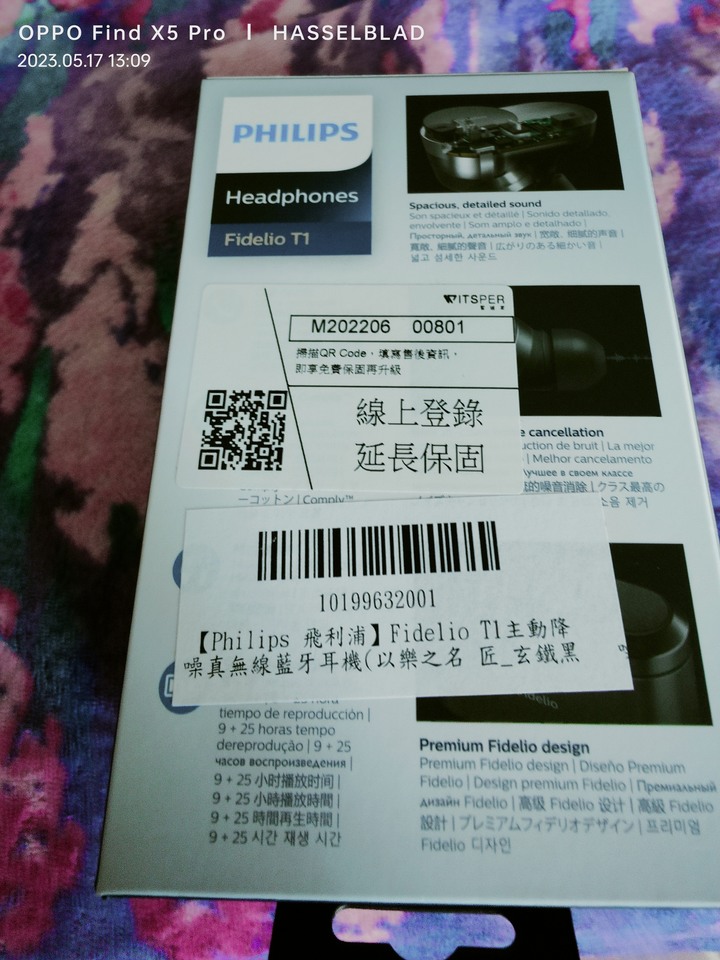 OPPO Find X5 Pro | HASSELBLAD
2023.05.17 13:09
PHILIPS
Headphones
Fidelio T1
Spacious, detailed sound
Son spacieux et détaillé | Sonido detallado,
envolvente | Som amplo e detalhado |
Просторный, детальный звук | 宽敞、细腻的声音 |
寬敞、細膩的聲音 | 広がりのある細かい音 |
넓고 섬세한 사운드
WITSPER
M202206 00801
掃描QR Code，填寫售後資訊，
即享免費保固再升級
線上登錄
延長保固
e cancellation
uction de bruit | La mejor
| Melhor cancelamento
Лучшее в своем классе
的噪音消除 | クラス最高の
소음 제거
ーコットン | Comply™
10199632001
【Philips 飛利浦】Fidelio T1主動降
噪真無線藍牙耳機(以樂之名 匠_玄鐵黑
tiempo de reproducción |
9 + 25 horas tempo
dereprodução | 9 + 25
часов воспроизведения |
9 + 25 小时播放时间 |
9 + 25 小時播放時間 |
9 + 25 時間再生時間 |
9 + 25 시간 재생 시간
Fidelio
Premium Fidelio design
Premium Fidelio design | Diseño Premium
Fidelio | Design premium Fidelio | Премиальный
дизайн Fidelio | 高级 Fidelio 设计 | 高級 Fidelio
設計 | プレミアムフィデリオデザイン | 프리미엄
Fidelio 디자인